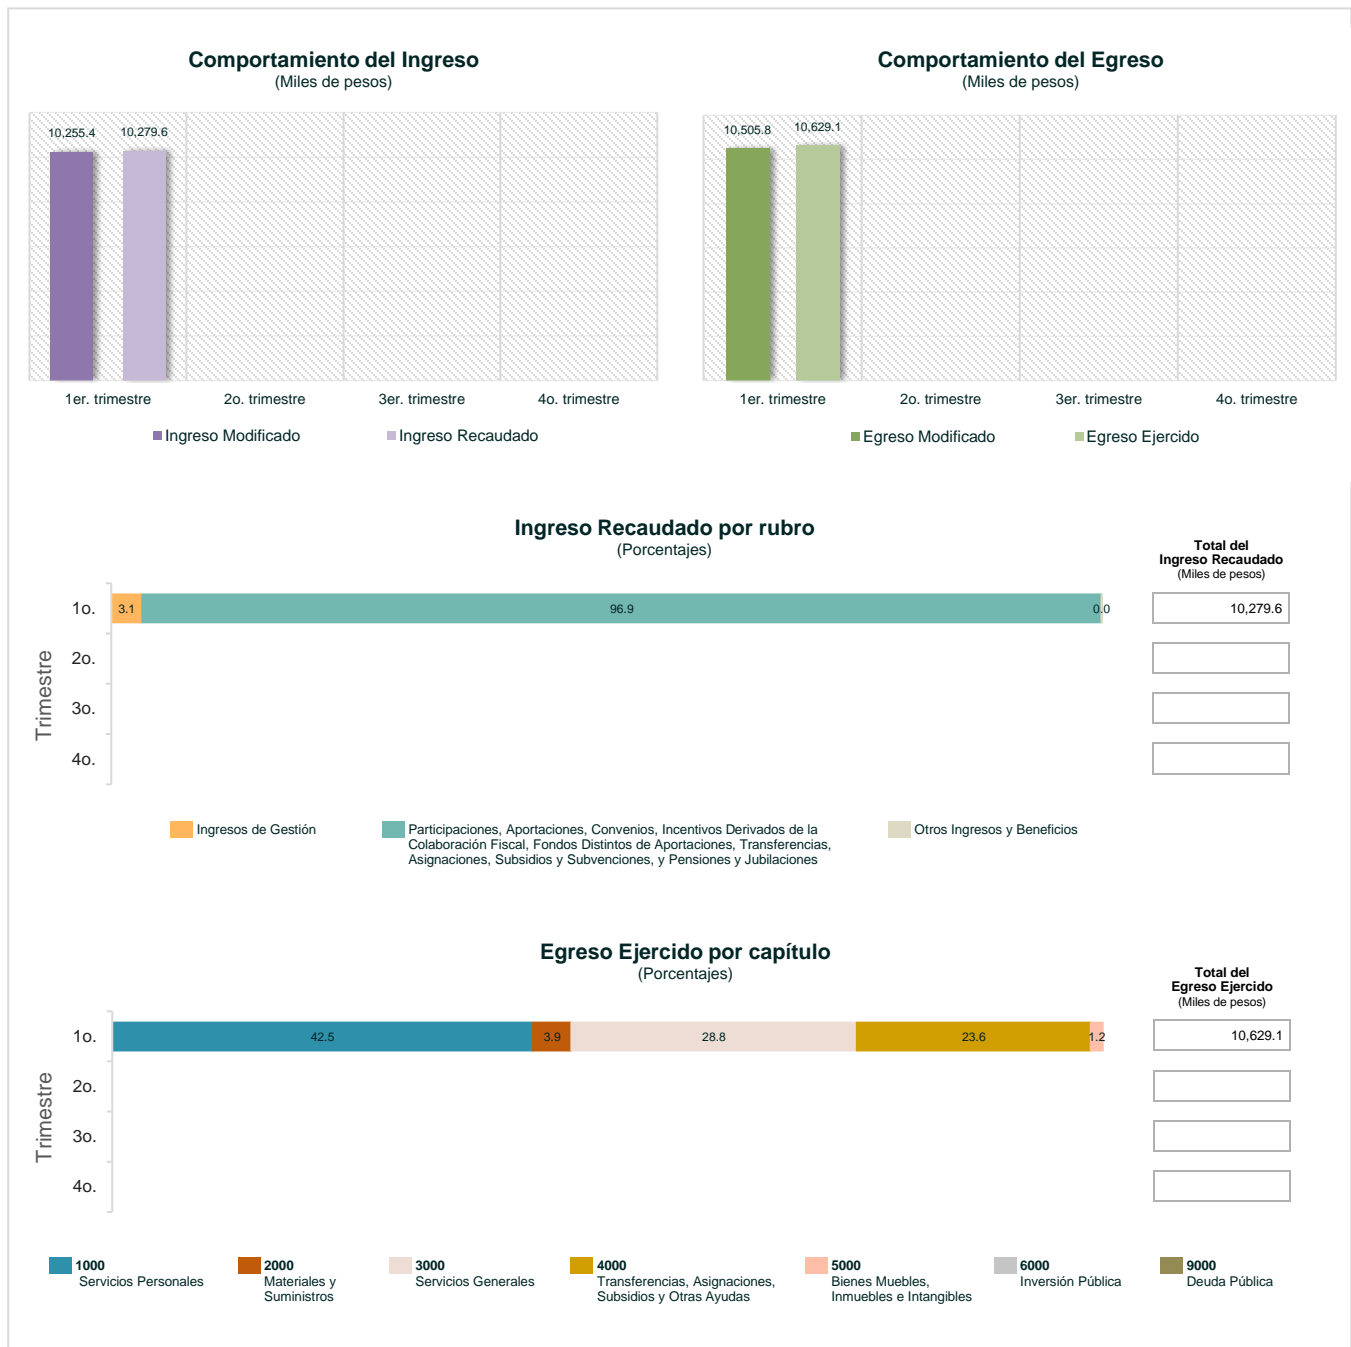 Comportamiento del Ingreso
(Miles de pesos)
10,255.4
10,279.6
1er. trimestre
2o. trimestre
3er. trimestre
4o. trimestre
Ingreso Modificado
Ingreso Recaudado
Comportamiento del Egreso
(Miles de pesos)
10,505.8
10,629.1
1er. trimestre
2o. trimestre
3er. trimestre
4o. trimestre
Egreso Modificado
Egreso Ejercido
Ingreso Recaudado por rubro
(Porcentajes)
Total del
Ingreso Recaudado
(Miles de pesos)
Trimestre
1o.
3.1
96.9
0.0
10,279.6
2o.
3o.
4o.
Ingresos de Gestión
Participaciones, Aportaciones, Convenios, Incentivos Derivados de la
Colaboración Fiscal, Fondos Distintos de Aportaciones, Transferencias,
Asignaciones, Subsidios y Subvenciones, y Pensiones y Jubilaciones
Otros Ingresos y Beneficios
Egreso Ejercido por capítulo
(Porcentajes)
Total del
Egreso Ejercido
(Miles de pesos)
Trimestre
1o.
42.5
3.9
28.8
23.6
1.2
10,629.1
2o.
3o.
4o.
1000
Servicios Personales
2000
Materiales y
Suministros
3000
Servicios Generales
4000
Transferencias, Asignaciones,
Subsidios y Otras Ayudas
5000
Bienes Muebles,
Inmuebles e Intangibles
6000
Inversión Pública
9000
Deuda Pública